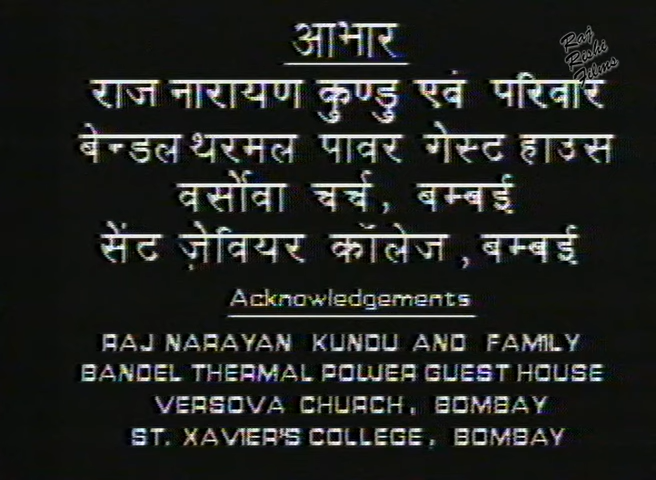 आभार
Raj
Rishi
Films
राज नारायण कुण्डु एवं परिवार
बेन्डल थरमल पावर गेस्ट हाउस
वर्सोवा चर्च, बम्बई
सेंट ज़ेवियर कॉलेज, बम्बई
Acknowledgements
RAJ NARAYAN KUNDU AND FAMILY
BANDEL THERMAL POWER GUEST HOUSE
VERSOVA CHURCH, BOMBAY
ST. XAVIER'S COLLEGE, BOMBAY